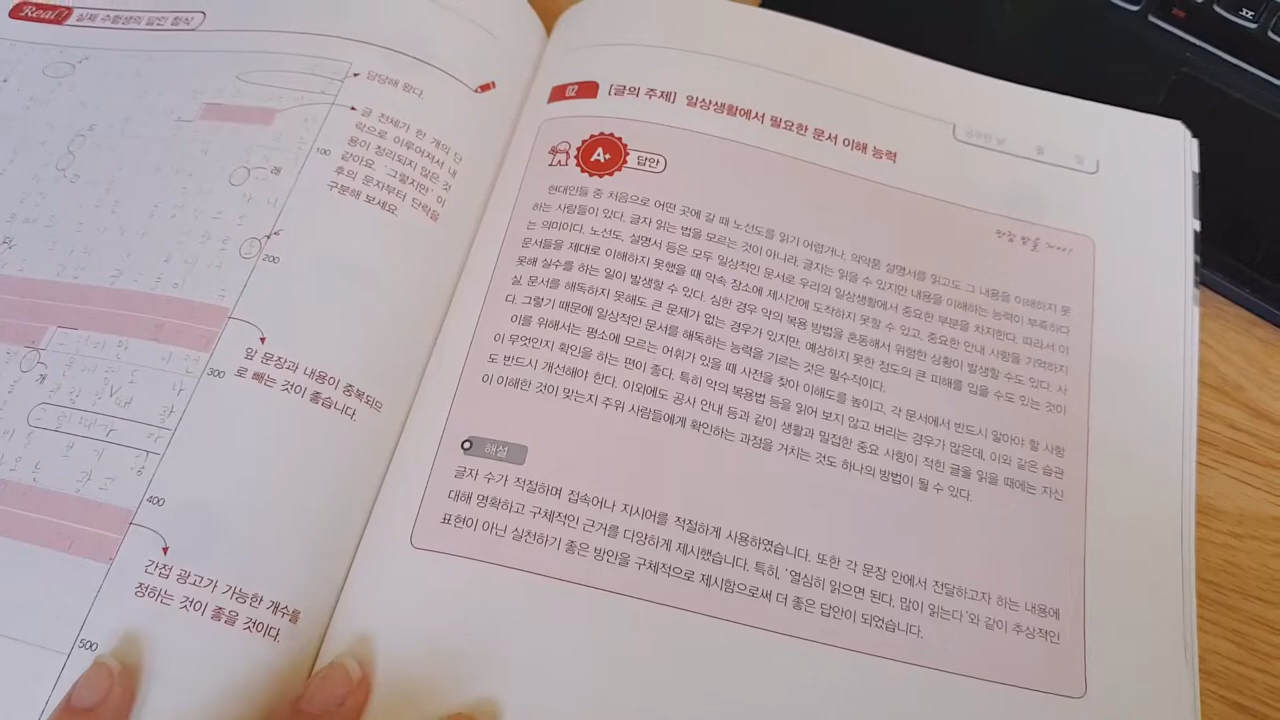 Real! 실제 수험생의 답안 첨삭
담당해 왔다.
글 전체가 한 개의 단
락으로 이루어져서 내
용이 정리되지 않은 것
같아요. '그렇지만' 이
후의 문자부터 단락을
구분해 보세요.
100
200
앞 문장과 내용이 중복되므
로 빼는 것이 좋습니다.
300
400
간접 광고가 가능한 개수를
정하는 것이 좋을 것이다.
500
02 [글의 주제] 일상생활에서 필요한 문서 이해 능력
공부한 날 월 일
A+ 답안
현대인들 중 처음으로 어떤 곳에 갈 때 노선도를 읽기 어렵거나, 의약품 설명서를 읽고도 그 내용을 이해하지 못
하는 사람들이 있다. 글자 읽는 법을 모르는 것이 아니라, 글자는 읽을 수 있지만 내용을 이해하는 능력이 부족하다
는 의미이다. 노선도, 설명서 등은 모두 일상적인 문서로 우리의 일상생활에서 중요한 부분을 차지한다. 따라서 이
문서들을 제대로 이해하지 못했을 때 약속 장소에 제시간에 도착하지 못할 수 있고, 중요한 안내 사항을 기억하지
못해 실수를 하는 일이 발생할 수 있다. 심한 경우 약의 복용 방법을 혼동해서 위험한 상황이 발생할 수도 있다. 사
실, 문서를 해독하지 못해도 큰 문제가 없는 경우가 있지만, 예상하지 못한 정도의 큰 피해를 입을 수도 있는 것이
다. 그렇기 때문에 일상적인 문서를 해독하는 능력을 기르는 것은 필수적이다.
이를 위해서는 평소에 모르는 어휘가 있을 때 사전을 찾아 이해도를 높이고, 각 문서에서 반드시 알아야 할 사항
이 무엇인지 확인을 하는 편이 좋다. 특히 약의 복용법 등을 읽어 보지 않고 버리는 경우가 많은데, 이와 같은 습관
도 반드시 개선해야 한다. 이외에도 공사 안내 등과 같이 생활과 밀접한 중요 사항이 적힌 글을 읽을 때에는 자신
이 이해한 것이 맞는지 주위 사람들에게 확인하는 과정을 거치는 것도 하나의 방법이 될 수 있다.
해설
글자 수가 적절하며 접속어나 지시어를 적절하게 사용하였습니다. 또한 각 문장 안에서 전달하고자 하는 내용에
대해 명확하고 구체적인 근거를 다양하게 제시했습니다. 특히, '열심히 읽으면 된다, 많이 읽는다'와 같이 추상적인
표현이 아닌 실천하기 좋은 방안을 구체적으로 제시함으로써 더 좋은 답안이 되었습니다.